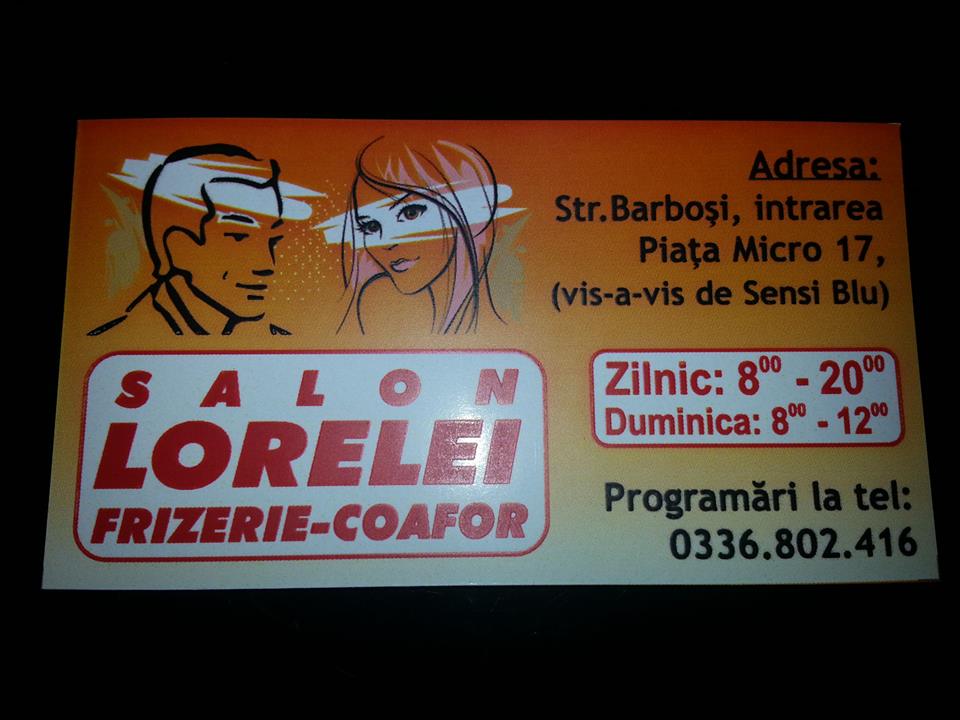 Adresa:
Str.Barboşi, intrarea
Piaţa Micro 17,
(vis-a-vis de Sensi Blu)
SALON
LORELEI
FRIZERIE-COAFOR
Zilnic: 8⁰⁰ - 20⁰⁰
Duminica: 8⁰⁰ - 12⁰⁰
Programări la tel:
0336.802.416